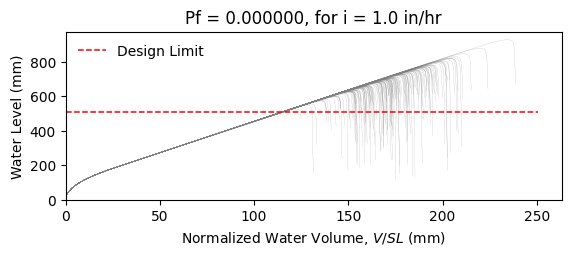 Pf = 0.000000, for i = 1.0 in/hr
Design Limit
Water Level (mm)
800
600
400
200
0
0 50 100 150 200 250
Normalized Water Volume, V/SL (mm)